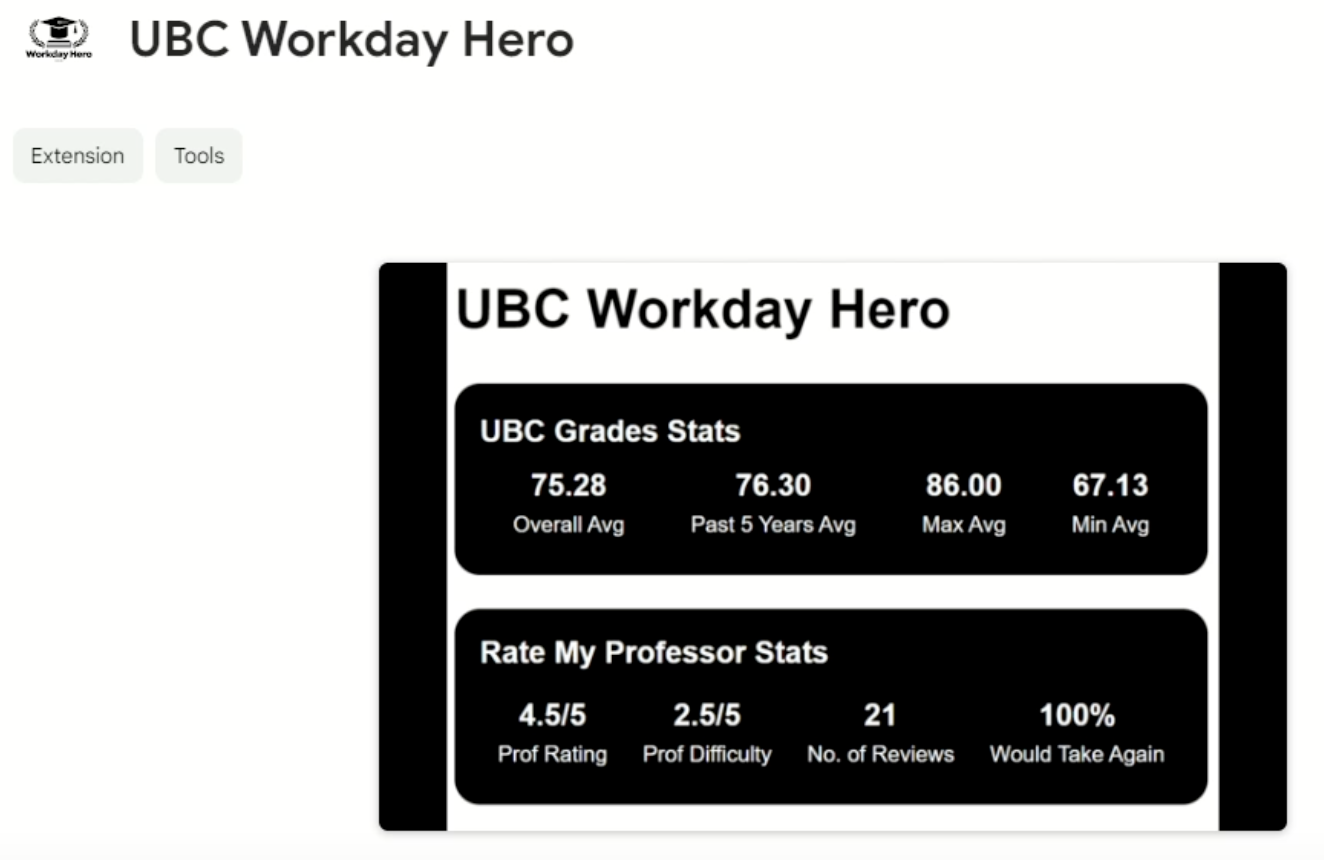 Workday Hero
UBC Workday Hero
Extension Tools
UBC Workday Hero
UBC Grades Stats
75.28 76.30 86.00 67.13
Overall Avg Past 5 Years Avg Max Avg Min Avg
Rate My Professor Stats
4.5/5 2.5/5 21 100%
Prof Rating Prof Difficulty No. of Reviews Would Take Again